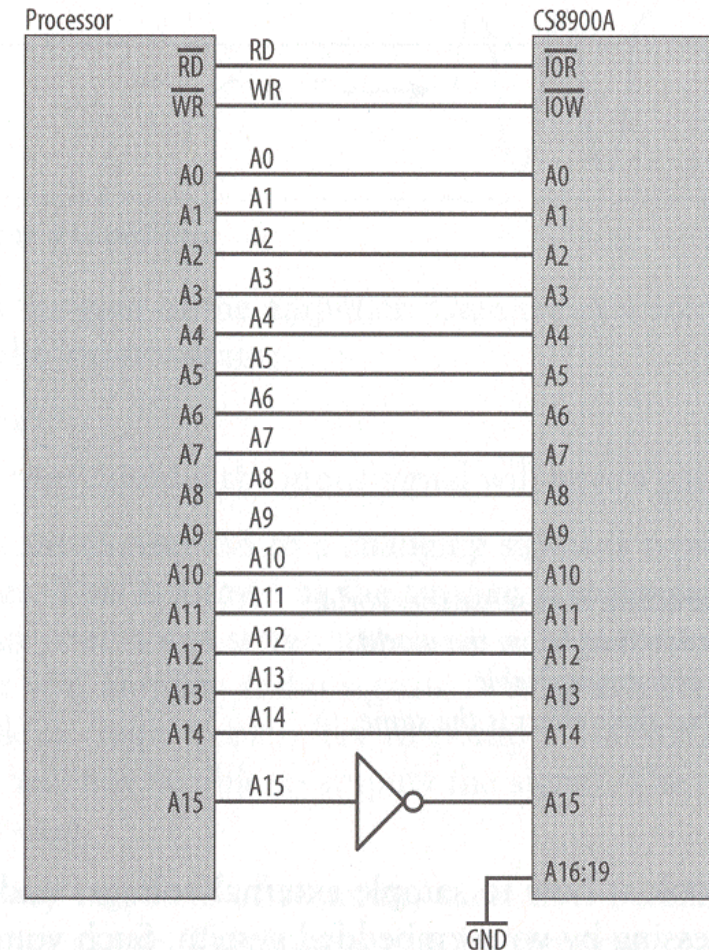 Processor CS8900A
RD RD IOR
WR WR IOW
A0 A0 A0
A1 A1 A1
A2 A2 A2
A3 A3 A3
A4 A4 A4
A5 A5 A5
A6 A6 A6
A7 A7 A7
A8 A8 A8
A9 A9 A9
A10 A10 A10
A11 A11 A11
A12 A12 A12
A13 A13 A13
A14 A14 A14
A15 A15 A15
A16:19
GND